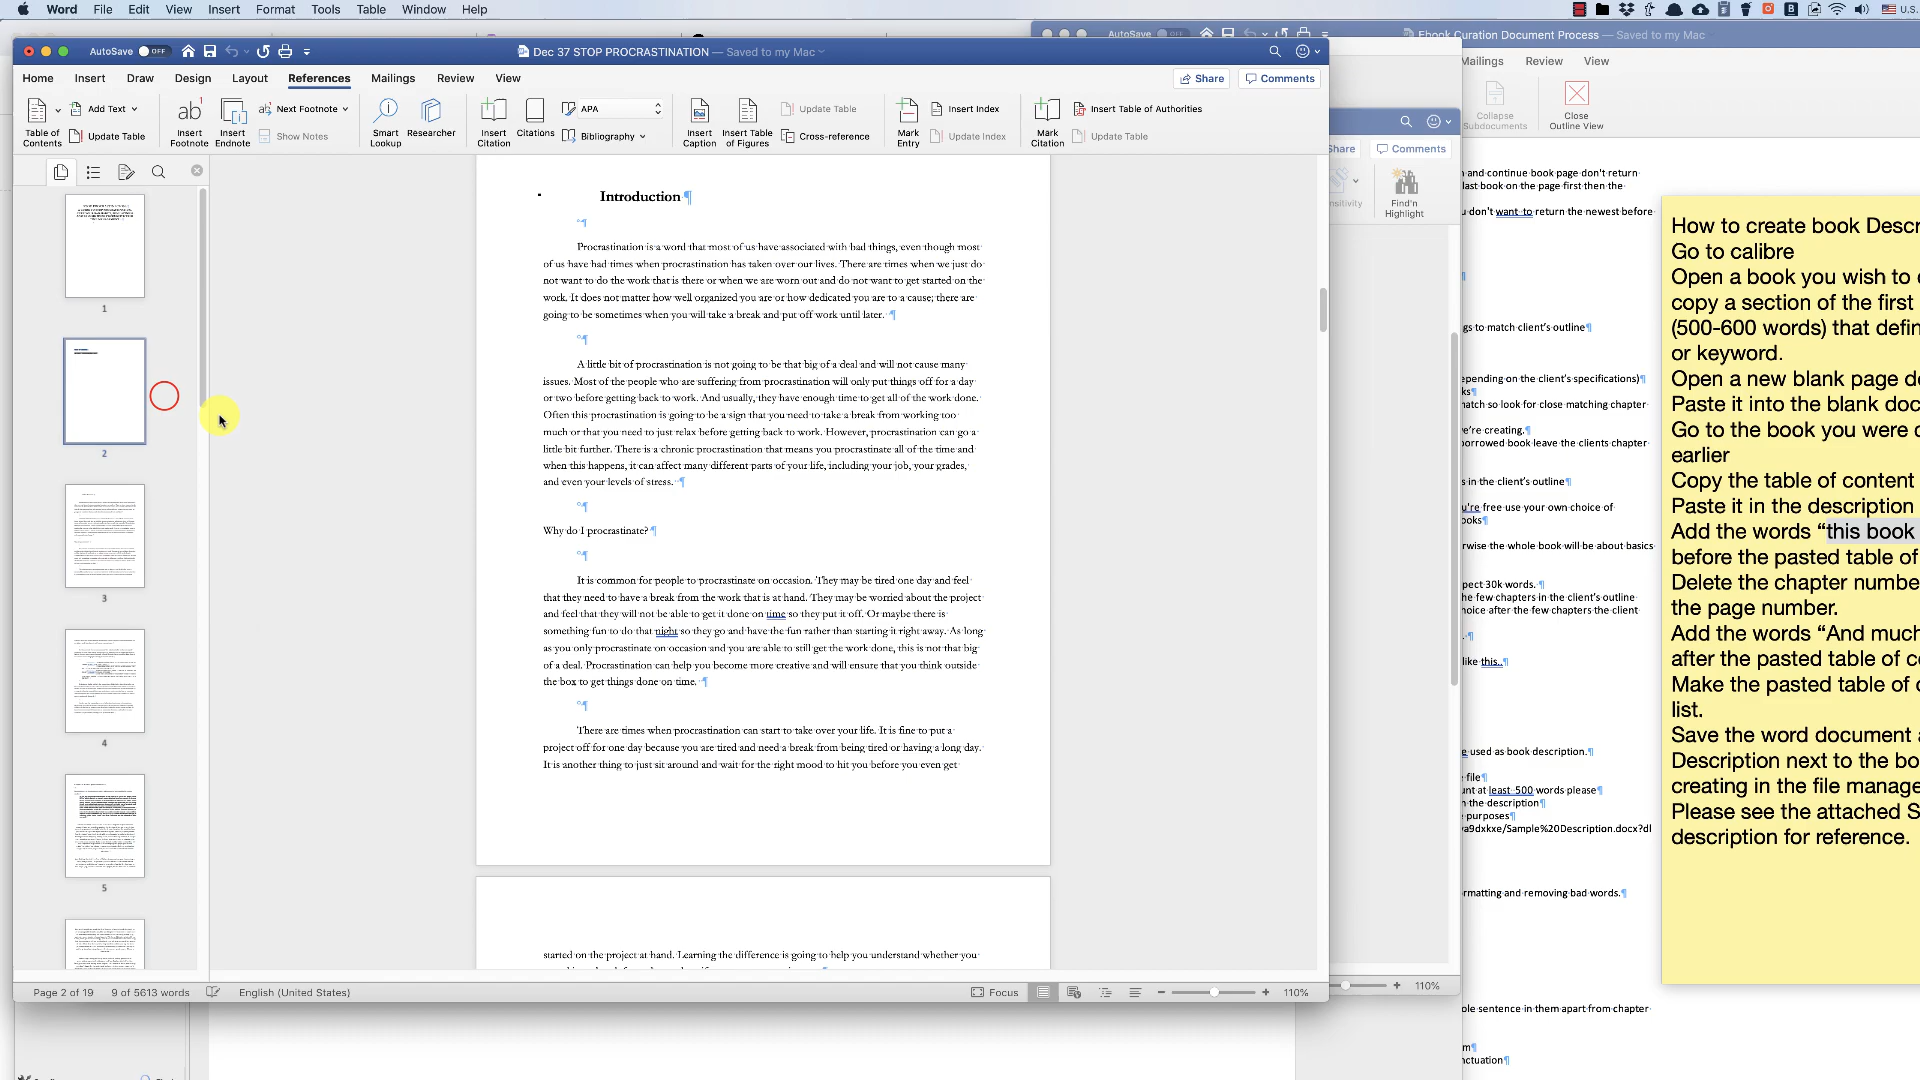 Word File Edit View Insert Format Tools Table Window Help
U.S.
AutoSave OFF
Dec 37 STOP PROCRASTINATION — Saved to my Mac
AutoSave
Ebook Curation Document Process — Saved to my Mac
Home Insert Draw Design Layout References Mailings Review View
Share Comments
Mailings Review View
Table of Contents
Add Text
Update Table
Insert Footnote
Insert Endnote
Next Footnote
Show Notes
Smart Lookup
Researcher
Insert Citation
Citations
APA
Bibliography
Insert Caption
Insert Table of Figures
Update Table
Cross-reference
Mark Entry
Insert Index
Update Index
Mark Citation
Insert Table of Authorities
Update Table
Collapse Subdocuments
Close Outline View
Share Comments
Find'n Highlight
Introduction
Procrastination is a word that most of us have associated with bad things, even though most
of us have had times when procrastination has taken over our lives. There are times when we just do
not want to do the work that is there or when we are worn out and do not want to get started on the
work. It does not matter how well organized you are or how dedicated you are to a cause; there are
going to be sometimes when you will take a break and put off work until later.
A little bit of procrastination is not going to be that big of a deal and will not cause many
issues. Most of the people who are suffering from procrastination will only put things off for a day
or two before getting back to work. And usually, they have enough time to get all of the work done.
Often this procrastination is going to be a sign that you need to take a break from working too
much or that you need to just relax before getting back to work. However, procrastination can go a
little bit further. There is a chronic procrastination that means you procrastinate all of the time and
when this happens, it can affect many different parts of your life, including your job, your grades,
and even your levels of stress.
Why do I procrastinate?
It is common for people to procrastinate on occasion. They may be tired one day and feel
that they need to have a break from the work that is at hand. They may be worried about the project
and feel that they will not be able to get it done on time so they put it off. Or maybe there is
something fun to do that night so they go and have the fun rather than starting it right away. As long
as you only procrastinate on occasion and you are able to still get the work done, this is not that big
of a deal. Procrastination can help you become more creative and will ensure that you think outside
the box to get things done on time.
There are times when procrastination can start to take over your life. It is fine to put a
project off for one day because you are tired and need a break from being tired or having a long day.
It is another thing to just sit around and wait for the right mood to hit you before you even get
started on the project at hand. Learning the difference is going to help you understand whether you
1
2
3
4
5
Page 2 of 19 9 of 5613 words English (United States) Focus 110%
110%
and continue book page don't return
last book on the page first then the
don't want to return the newest before
gs to match client's outline
epending on the client's specifications)
ks
natch so look for close matching chapter
we're creating.
orrowed book leave the clients chapter
s in the client's outline
u're free use your own choice of
ooks
rwise the whole book will be about basics
pect 30k words.
he few chapters in the client's outline
hoice after the few chapters the client
like this..
e used as book description.
file
unt at least 500 words please
n the description
e purposes
va9dxkxe/Sample%20Description.docx?dl
rmatting and removing bad words.
ole sentence in them apart from chapter
m
nctuation
How to create book Descr
Go to calibre
Open a book you wish to
copy a section of the first
(500-600 words) that defin
or keyword.
Open a new blank page d
Paste it into the blank doc
Go to the book you were
earlier
Copy the table of content
Paste it in the description
Add the words “this book
before the pasted table of
Delete the chapter numbe
the page number.
Add the words “And much
after the pasted table of c
Make the pasted table of
list.
Save the word document a
Description next to the bo
creating in the file manage
Please see the attached S
description for reference.